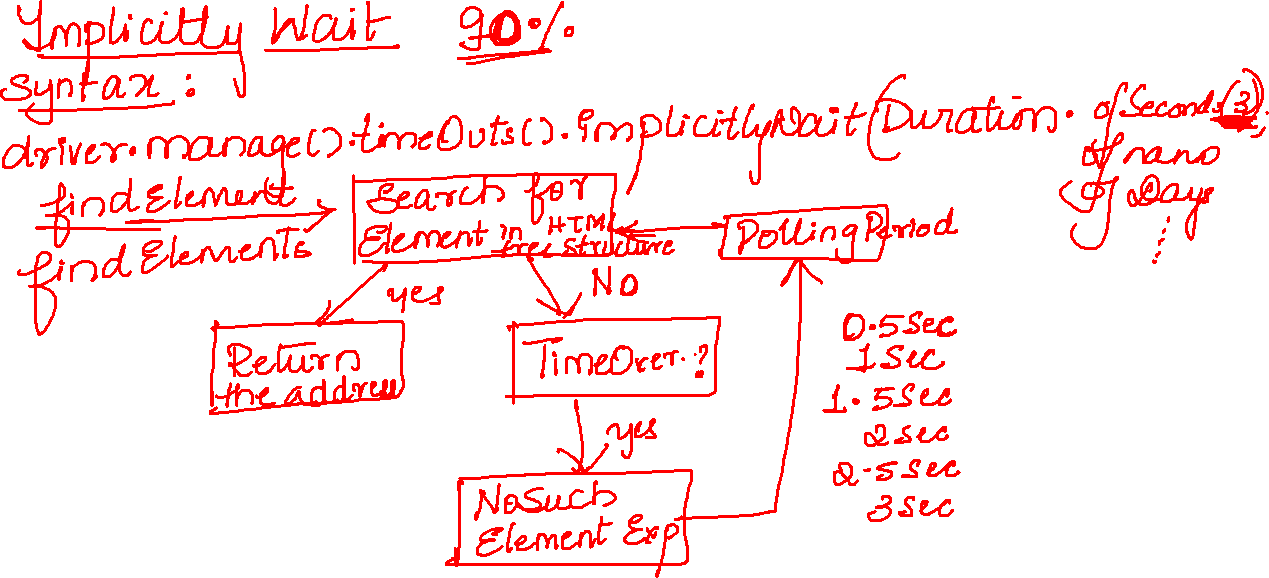 Implicitly Wait 90%
Syntax :
driver.manage().timeOuts().implicitlyWait(Duration.ofSeconds(3));
of nano
of Days
findElement
findElements
Search for
Element in HTML
tree structure
Polling Period
yes
NO
Return
the address
TimeOver.?
yes
NoSuch
Element Exp
0.5Sec
1Sec
1.5Sec
2sec
2.5sec
3sec